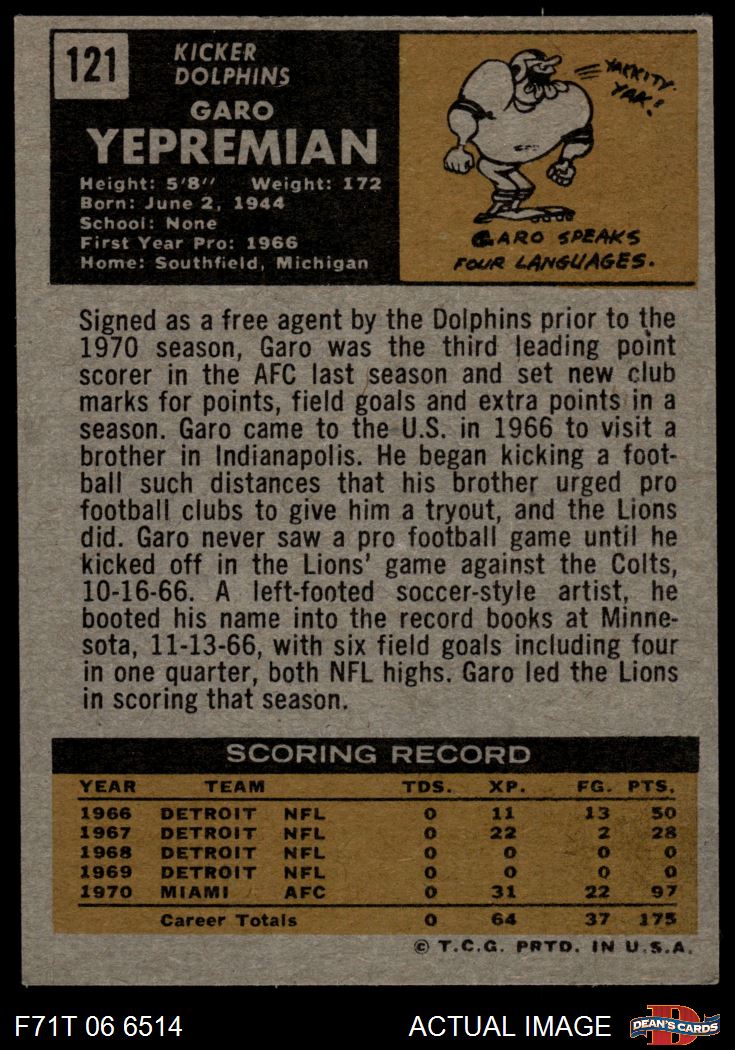 121
KICKER
DOLPHINS
GARO
YEPREMIAN
Height: 5'8" Weight: 172
Born: June 2, 1944
School: None
First Year Pro: 1966
Home: Southfield, Michigan
YAKKITY-
YAK!
GARO SPEAKS
FOUR LANGUAGES.
Signed as a free agent by the Dolphins prior to the
1970 season, Garo was the third leading point
scorer in the AFC last season and set new club
marks for points, field goals and extra points in a
season. Garo came to the U.S. in 1966 to visit a
brother in Indianapolis. He began kicking a foot-
ball such distances that his brother urged pro
football clubs to give him a tryout, and the Lions
did. Garo never saw a pro football game until he
kicked off in the Lions' game against the Colts,
10-16-66. A left-footed soccer-style artist, he
booted his name into the record books at Minne-
sota, 11-13-66, with six field goals including four
in one quarter, both NFL highs. Garo led the Lions
in scoring that season.
SCORING RECORD
YEAR TEAM TDS. XP. FG. PTS.
1966 DETROIT NFL 0 11 13 50
1967 DETROIT NFL 0 22 2 28
1968 DETROIT NFL 0 0 0 0
1969 DETROIT NFL 0 0 0 0
1970 MIAMI AFC 0 31 22 97
Career Totals 0 64 37 175
© T.C.G. PRTD. IN U.S.A.
F71T 06 6514 ACTUAL IMAGE D DEAN'S CARDS